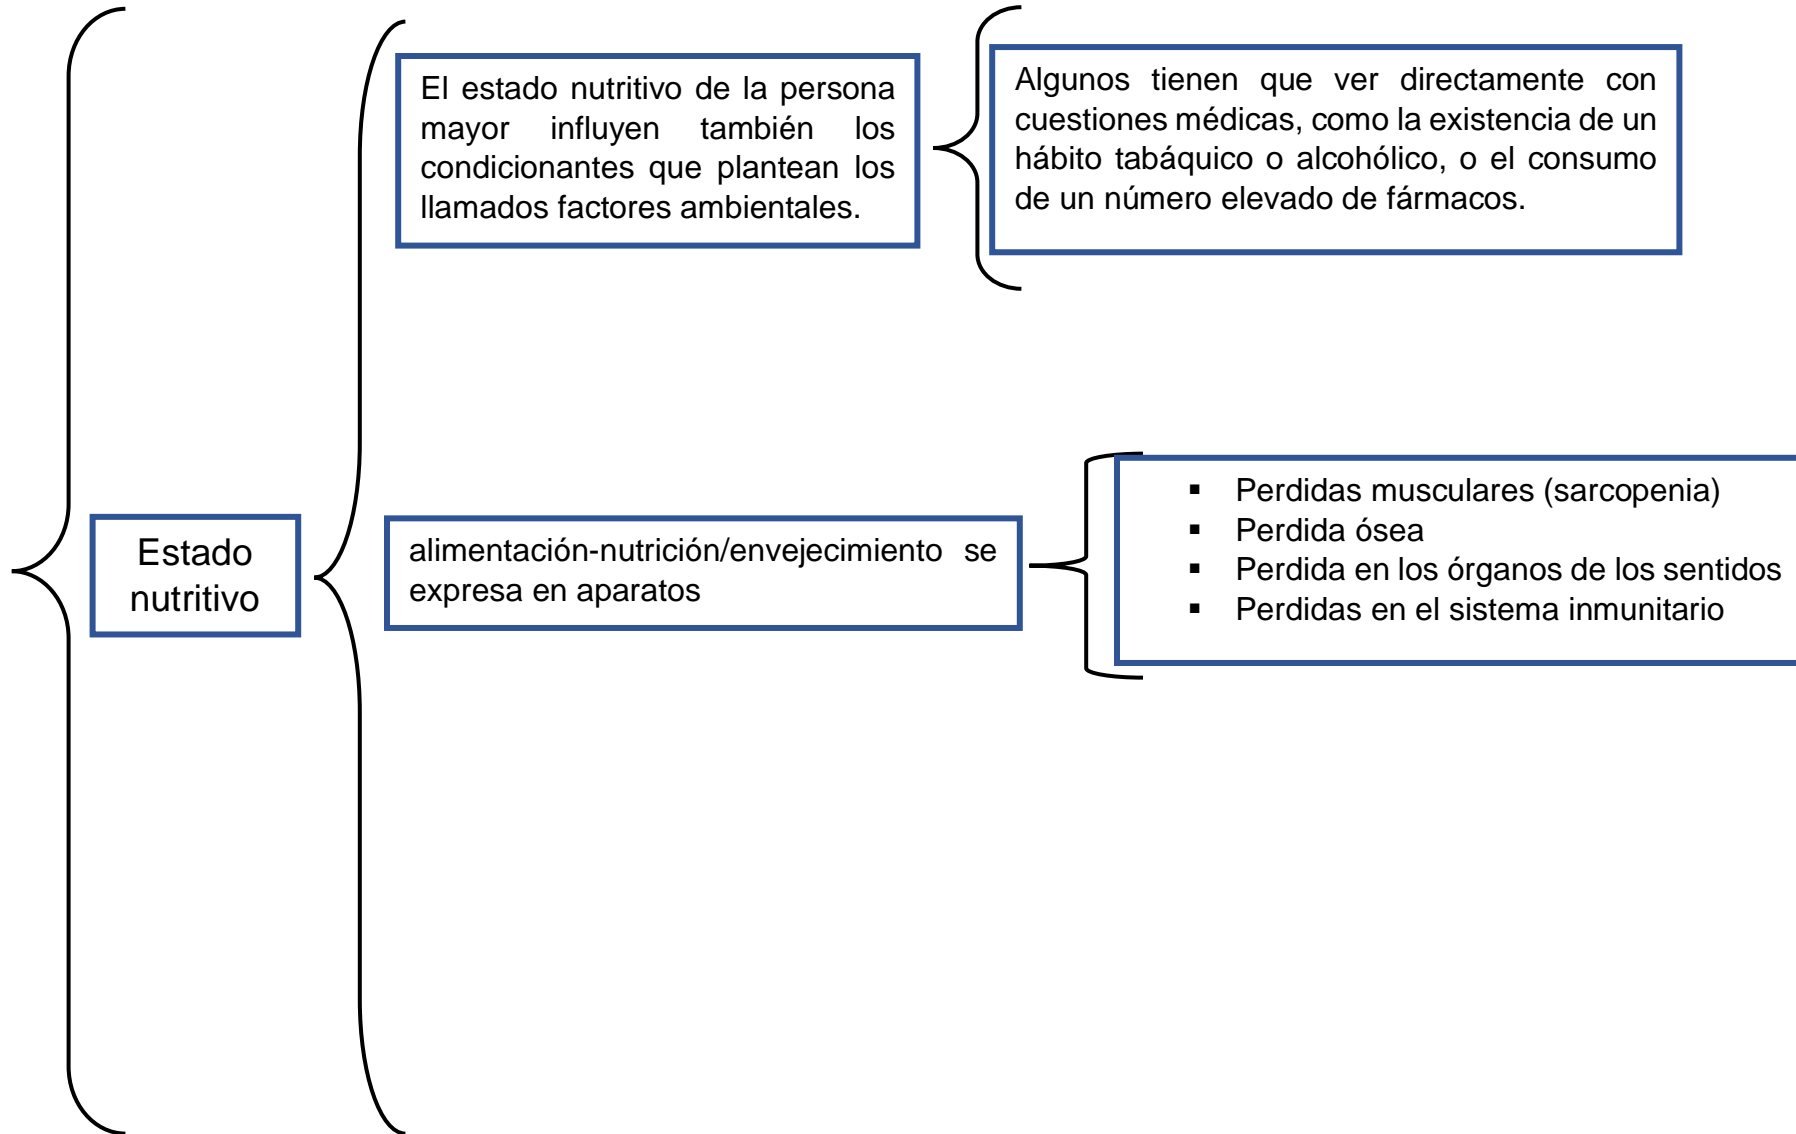 El estado nutritivo de la persona
mayor influyen también los
condicionantes que plantean los
llamados factores ambientales.
Algunos tienen que ver directamente con
cuestiones médicas, como la existencia de un
hábito tabáquico o alcohólico, o el consumo
de un número elevado de fármacos.
Estado
nutritivo
alimentación-nutrición/envejecimiento se
expresa en aparatos
▪ Perdidas musculares (sarcopenia)
▪ Perdida ósea
▪ Perdida en los órganos de los sentidos
▪ Perdidas en el sistema inmunitario